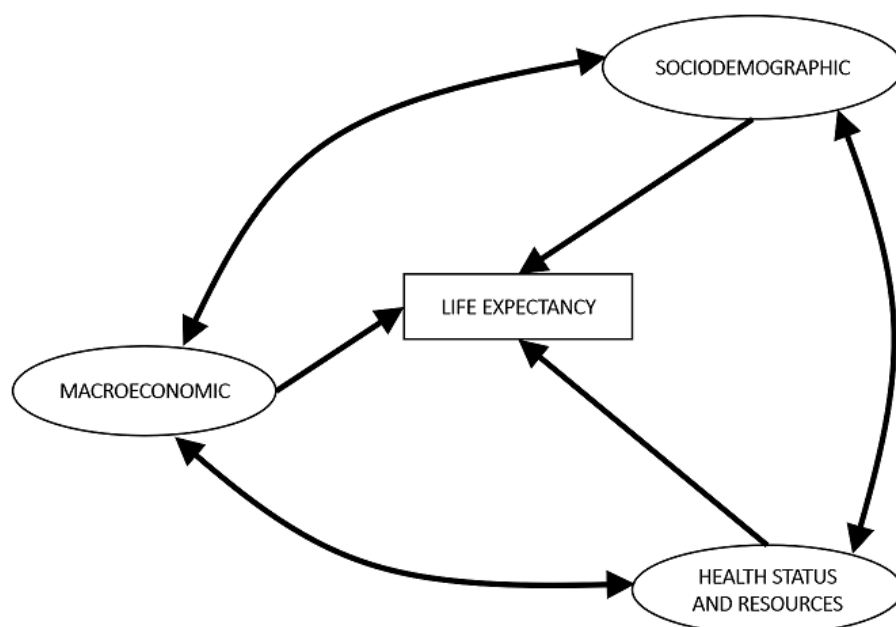 SOCIODEMOGRAPHIC
LIFE EXPECTANCY
MACROECONOMIC
HEALTH STATUS
AND RESOURCES